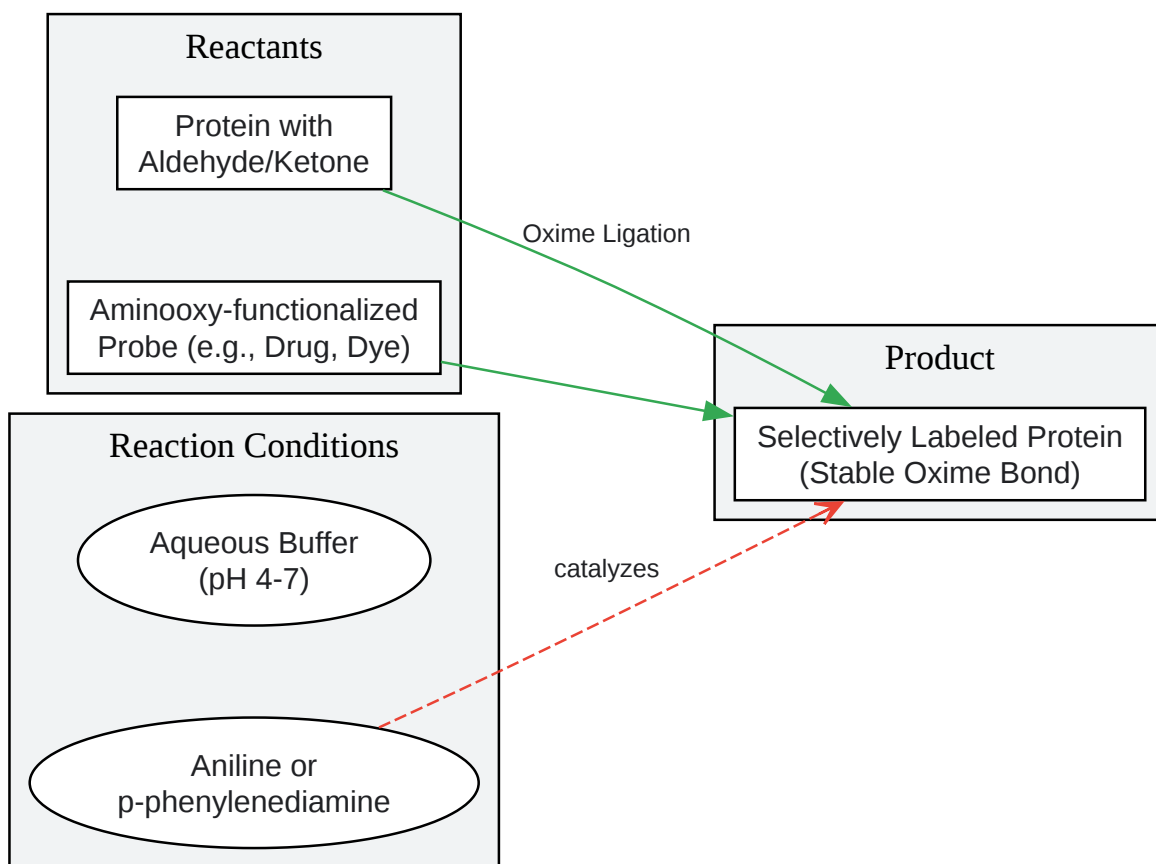 Reactants
Protein with
Aldehyde/Ketone
Oxime Ligation
Aminooxy-functionalized
Probe (e.g., Drug, Dye)
Product
Selectively Labeled Protein
(Stable Oxime Bond)
Reaction Conditions
Aqueous Buffer
(pH 4-7)
catalyzes
Aniline or
p-phenylenediamine